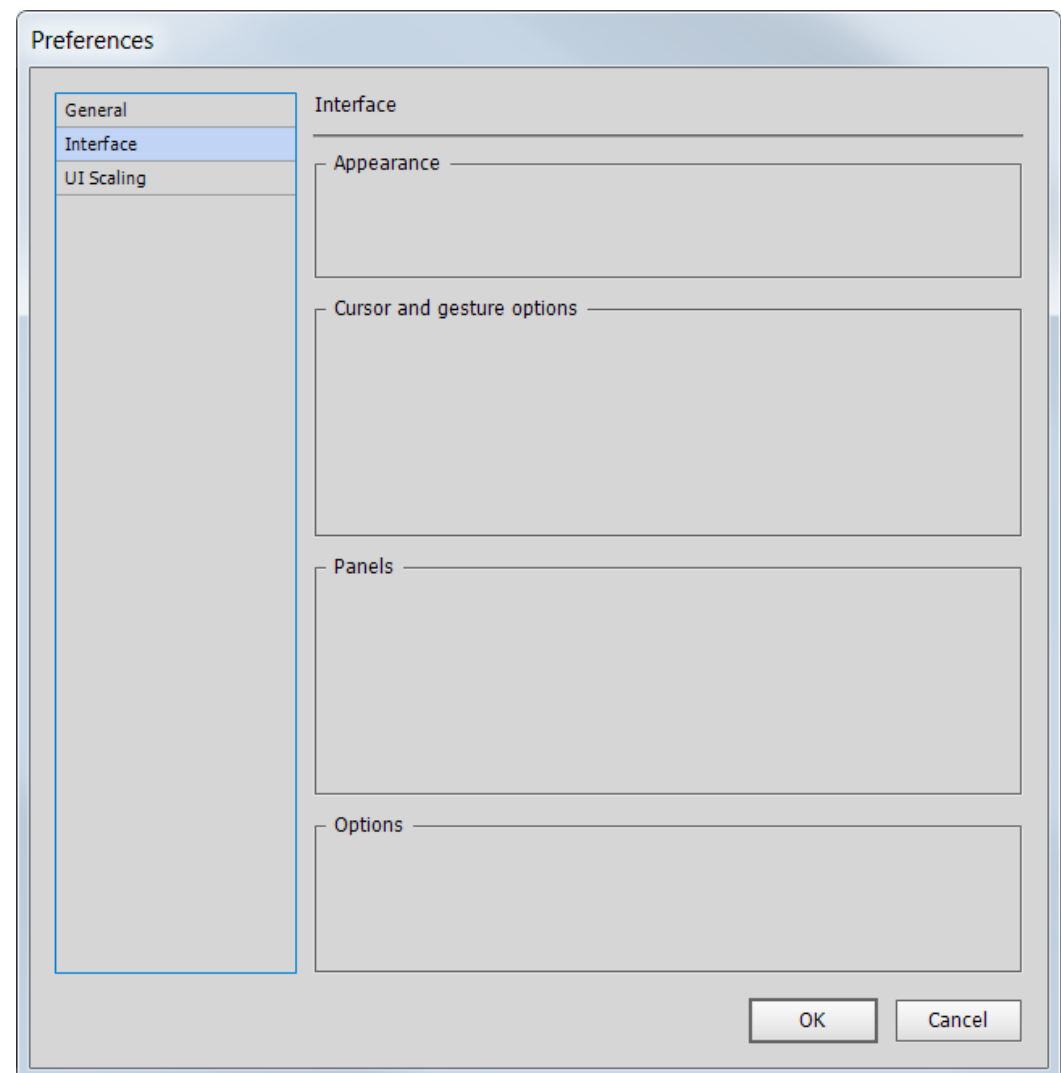 Preferences
General
Interface
UI Scaling
Interface
Appearance
Cursor and gesture options
Panels
Options
OK
Cancel